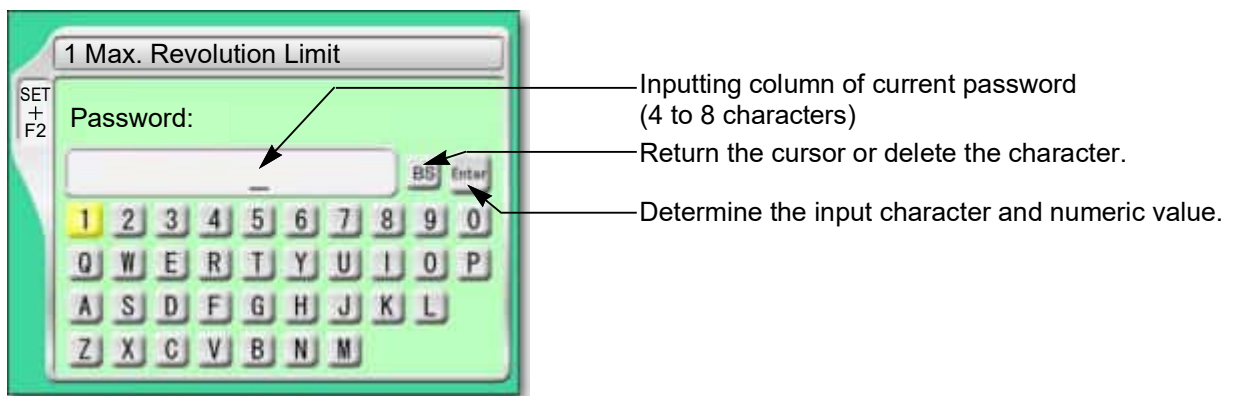 1 Max. Revolution Limit
SET
+
F2
Password:
Inputting column of current password
(4 to 8 characters)
Return the cursor or delete the character.
BS Enter
Determine the input character and numeric value.
1 2 3 4 5 6 7 8 9 0
Q W E R T Y U I O P
A S D F G H J K L
Z X C V B N M